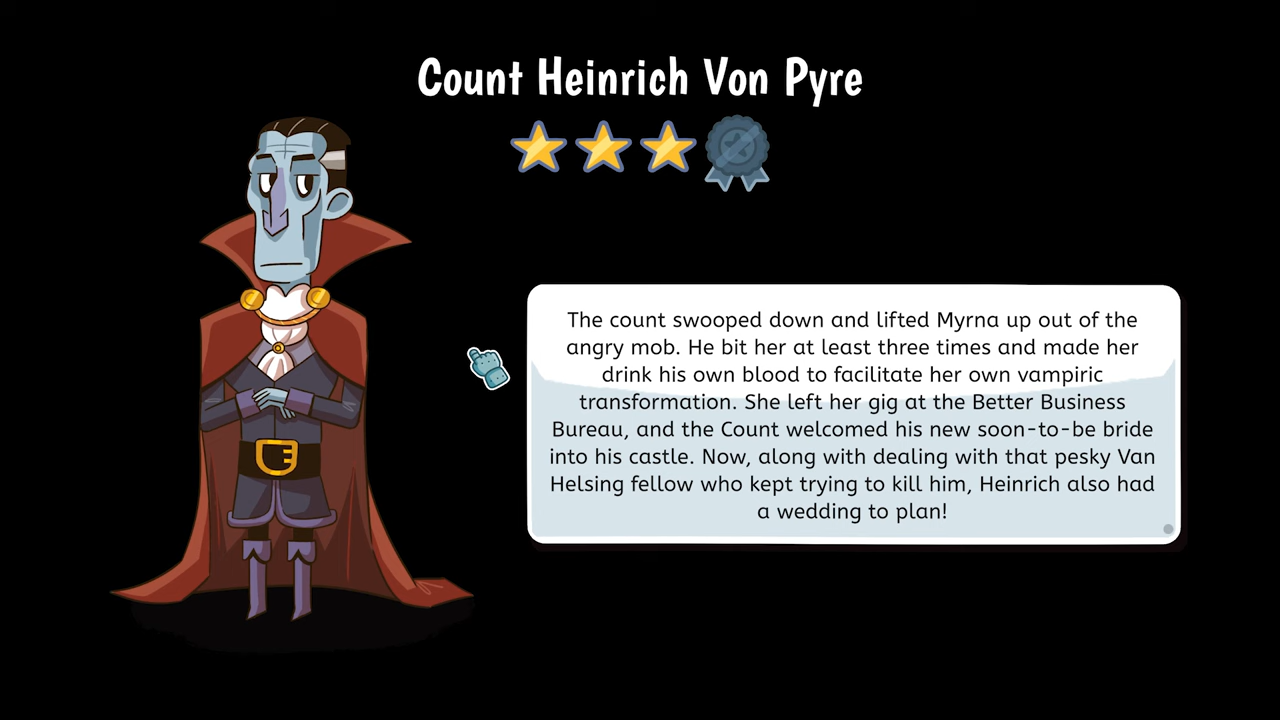 Count Heinrich Von Pyre
The count swooped down and lifted Myrna up out of the
angry mob. He bit her at least three times and made her
drink his own blood to facilitate her own vampiric
transformation. She left her gig at the Better Business
Bureau, and the Count welcomed his new soon-to-be bride
into his castle. Now, along with dealing with that pesky Van
Helsing fellow who kept trying to kill him, Heinrich also had
a wedding to plan!